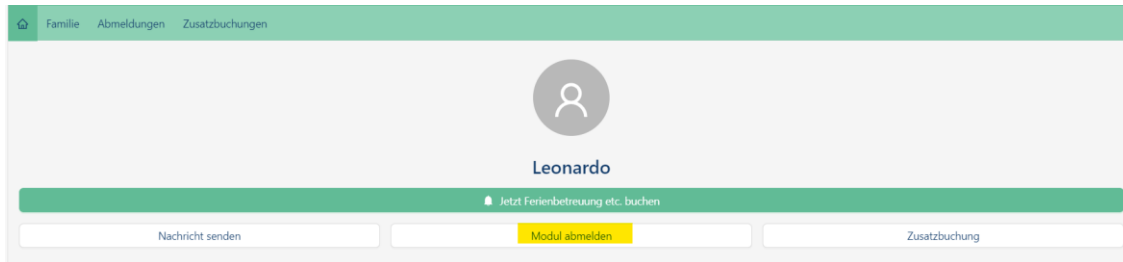 Familie Abmeldungen Zusatzbuchungen
Leonardo
Jetzt Ferienbetreuung etc. buchen
Nachricht senden Modul abmelden Zusatzbuchung